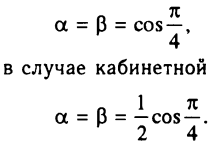 α = β = cos π/4,
в случае кабинетной
α = β = 1/2 cos π/4.